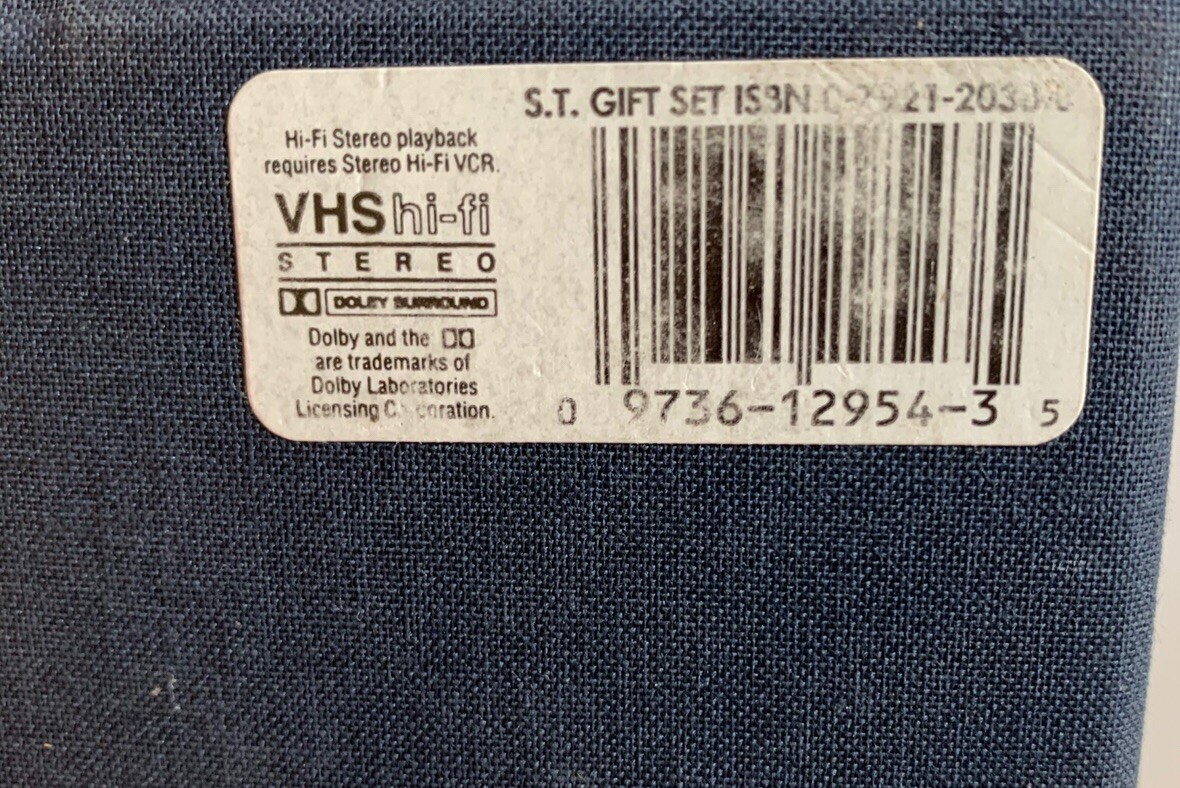 S.T. GIFT SET ISBN
Hi-Fi Stereo playback
requires Stereo Hi-Fi VCR.
VHS hi-fi
STEREO
DOLBY SURROUND
Dolby and the
are trademarks of
Dolby Laboratories
Licensing
0 9736-12954-3 5